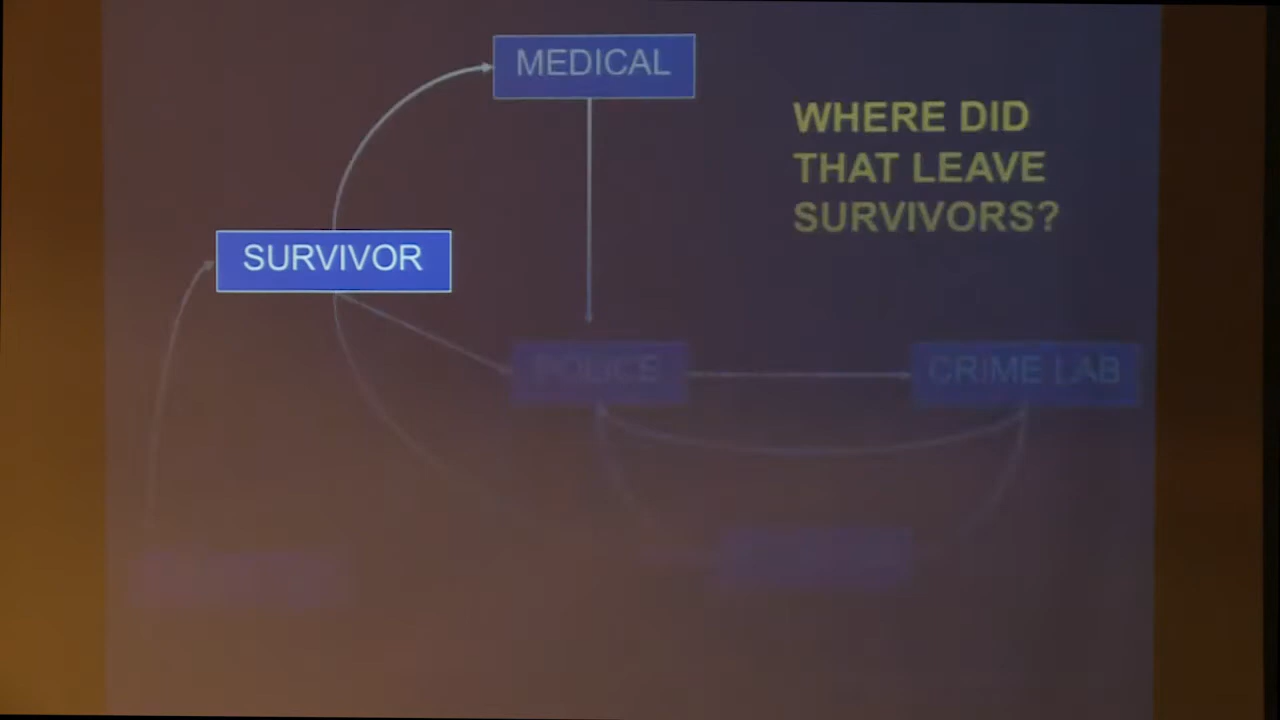 MEDICAL
WHERE DID
THAT LEAVE
SURVIVORS?
SURVIVOR
POLICE
CRIME LAB